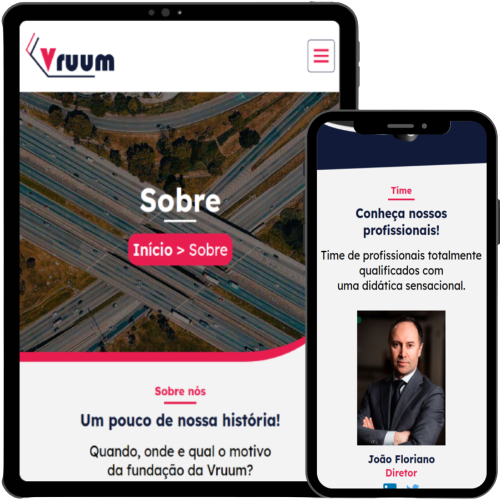 Vruum
Sobre
Início > Sobre
Sobre nós
Um pouco de nossa história!
Quando, onde e qual o motivo
da fundação da Vruum?
Time
Conheça nossos
profissionais!
Time de profissionais totalmente
qualificados com
uma didática sensacional.
João Floriano
Diretor